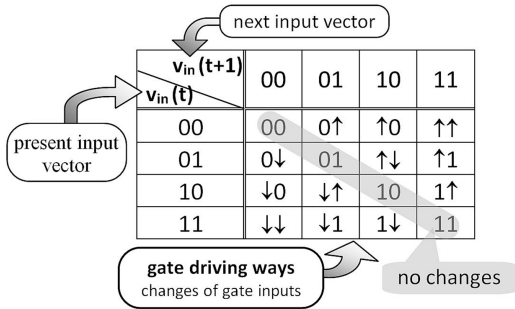 next input vector
v_in (t+1)
v_in (t)
00 01 10 11
present input
vector
00 00 0↑ ↑0 ↑↑
01 0↓ 01 ↑↓ ↑1
10 ↓0 ↓↑ 10 1↑
11 ↓↓ ↓1 1↓ 11
gate driving ways
changes of gate inputs
no changes